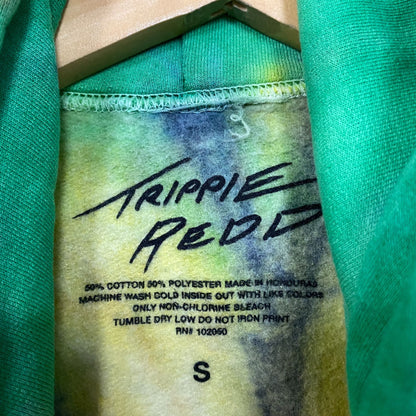 TRIPPIE
REDD
50% COTTON 50% POLYESTER MADE IN HONDURAS
MACHINE WASH COLD INSIDE OUT WITH LIKE COLORS
ONLY NON-CHLORINE BLEACH
TUMBLE DRY LOW DO NOT IRON PRINT
RN# 102050
S